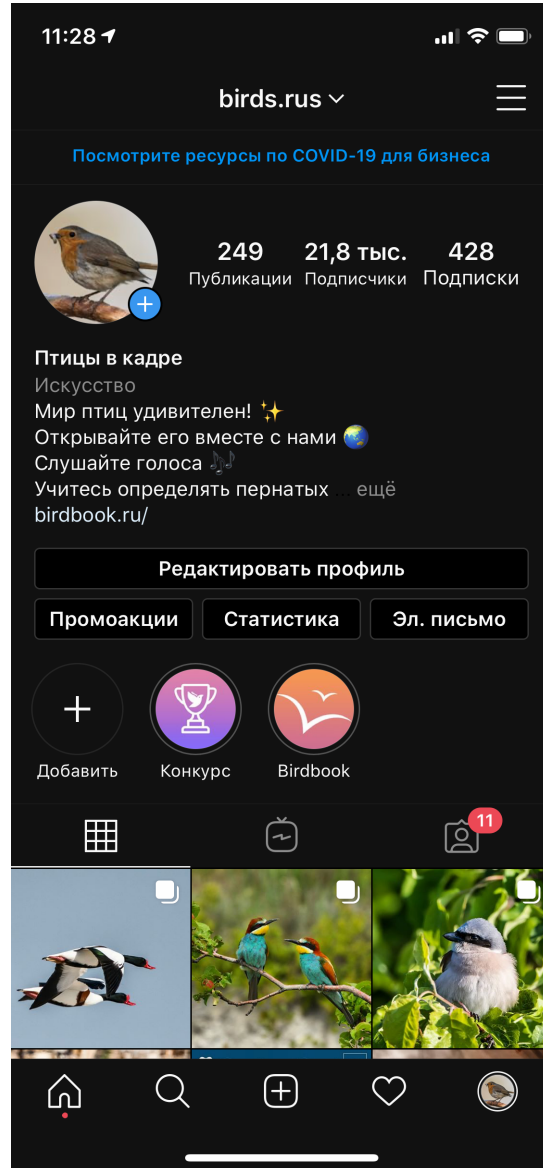 11:28
birds.rus
Посмотрите ресурсы по COVID-19 для бизнеса
249 21,8 тыс. 428
Публикации Подписчики Подписки
Птицы в кадре
Искусство
Мир птиц удивителен! ✨
Открывайте его вместе с нами 🌏
Слушайте голоса 🎶
Учитесь определять пернатых ... ещё
birdbook.ru/
Редактировать профиль
Промоакции Статистика Эл. письмо
Добавить Конкурс Birdbook
11